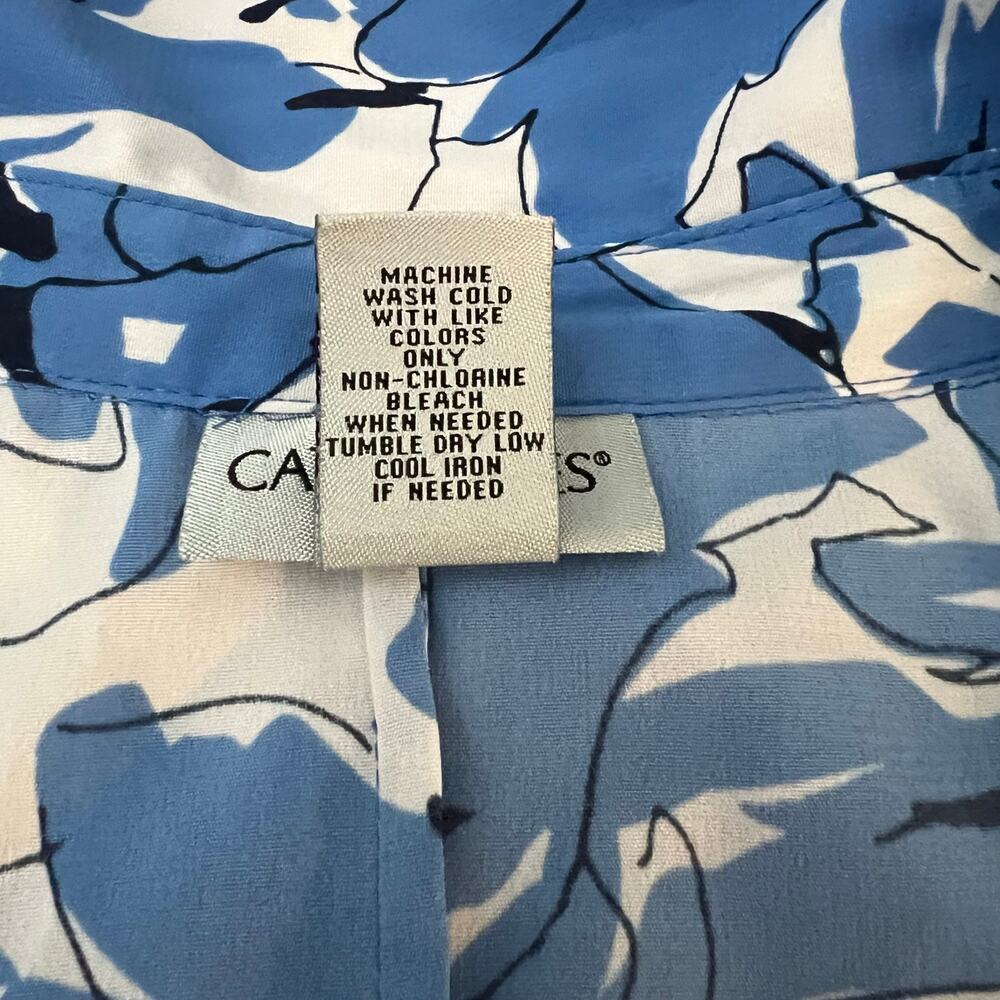 MACHINE
WASH COLD
WITH LIKE
COLORS
ONLY
NON-CHLORINE
BLEACH
WHEN NEEDED
TUMBLE DRY LOW
COOL IRON
IF NEEDED